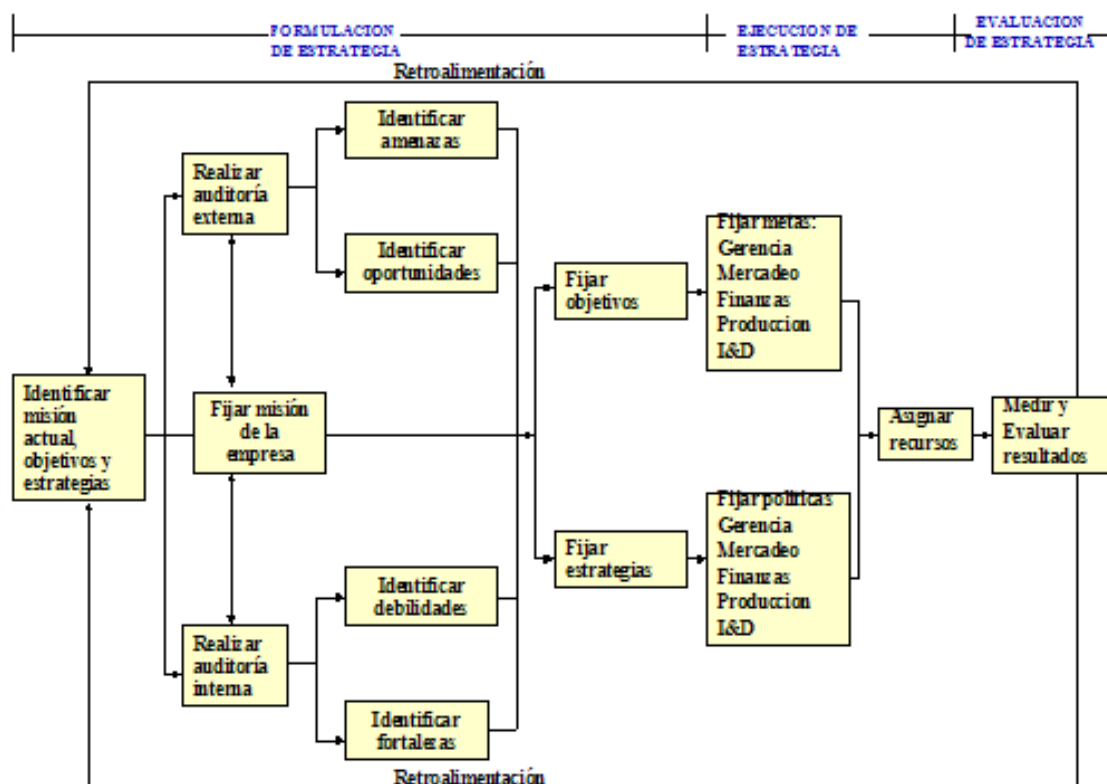 FORMULACION
DE ESTRATEGIA
EJECUCION DE
ESTRATEGIA
EVALUACION
DE ESTRATEGIA
Retroalimentación
Identificar
amenazas
Realizar
auditoría
externa
Identificar
oportunidades
Fijar metas:
Gerencia
Mercadeo
Finanzas
Produccion
I&D
Fijar
objetivos
Identificar
misión
actual,
objetivos y
estrategias
Fijar misión
de la
empresa
Asignar
recursos
Medir y
Evaluar
resultados
Fijar políticas
Gerencia
Mercadeo
Finanzas
Produccion
I&D
Fijar
estrategias
Identificar
debilidades
Realizar
auditoría
interna
Identificar
fortalezas
Retroalimentación